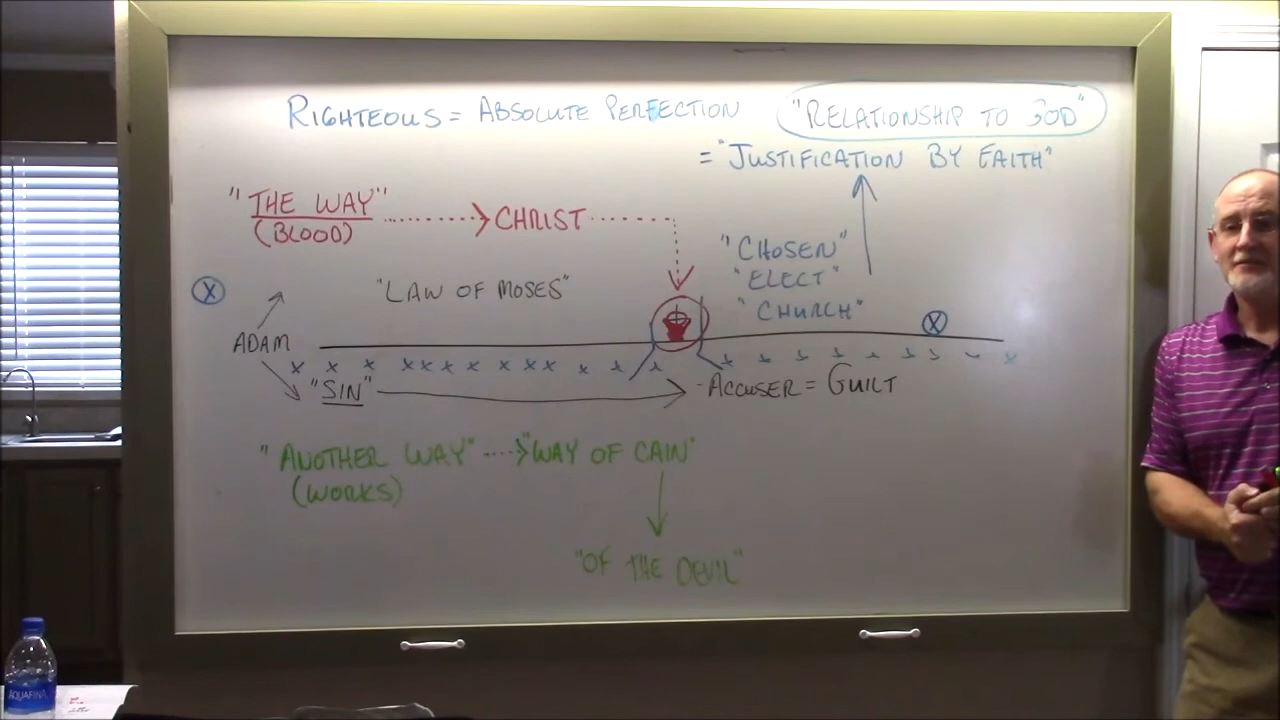 RIGHTEOUS = ABSOLUTE PERFECTION "RELATIONSHIP TO GOD"
= "JUSTIFICATION BY FAITH"
"THE WAY" CHRIST
(BLOOD)
"CHOSEN"
"ELECT"
"CHURCH"
"LAW OF MOSES"
X
X
ADAM
x x x x x x x x x x x x x x
"SIN"
- ACCUSER = GUILT
"ANOTHER WAY" "WAY OF CAIN"
(WORKS)
"OF THE DEVIL"
AQUAFINA